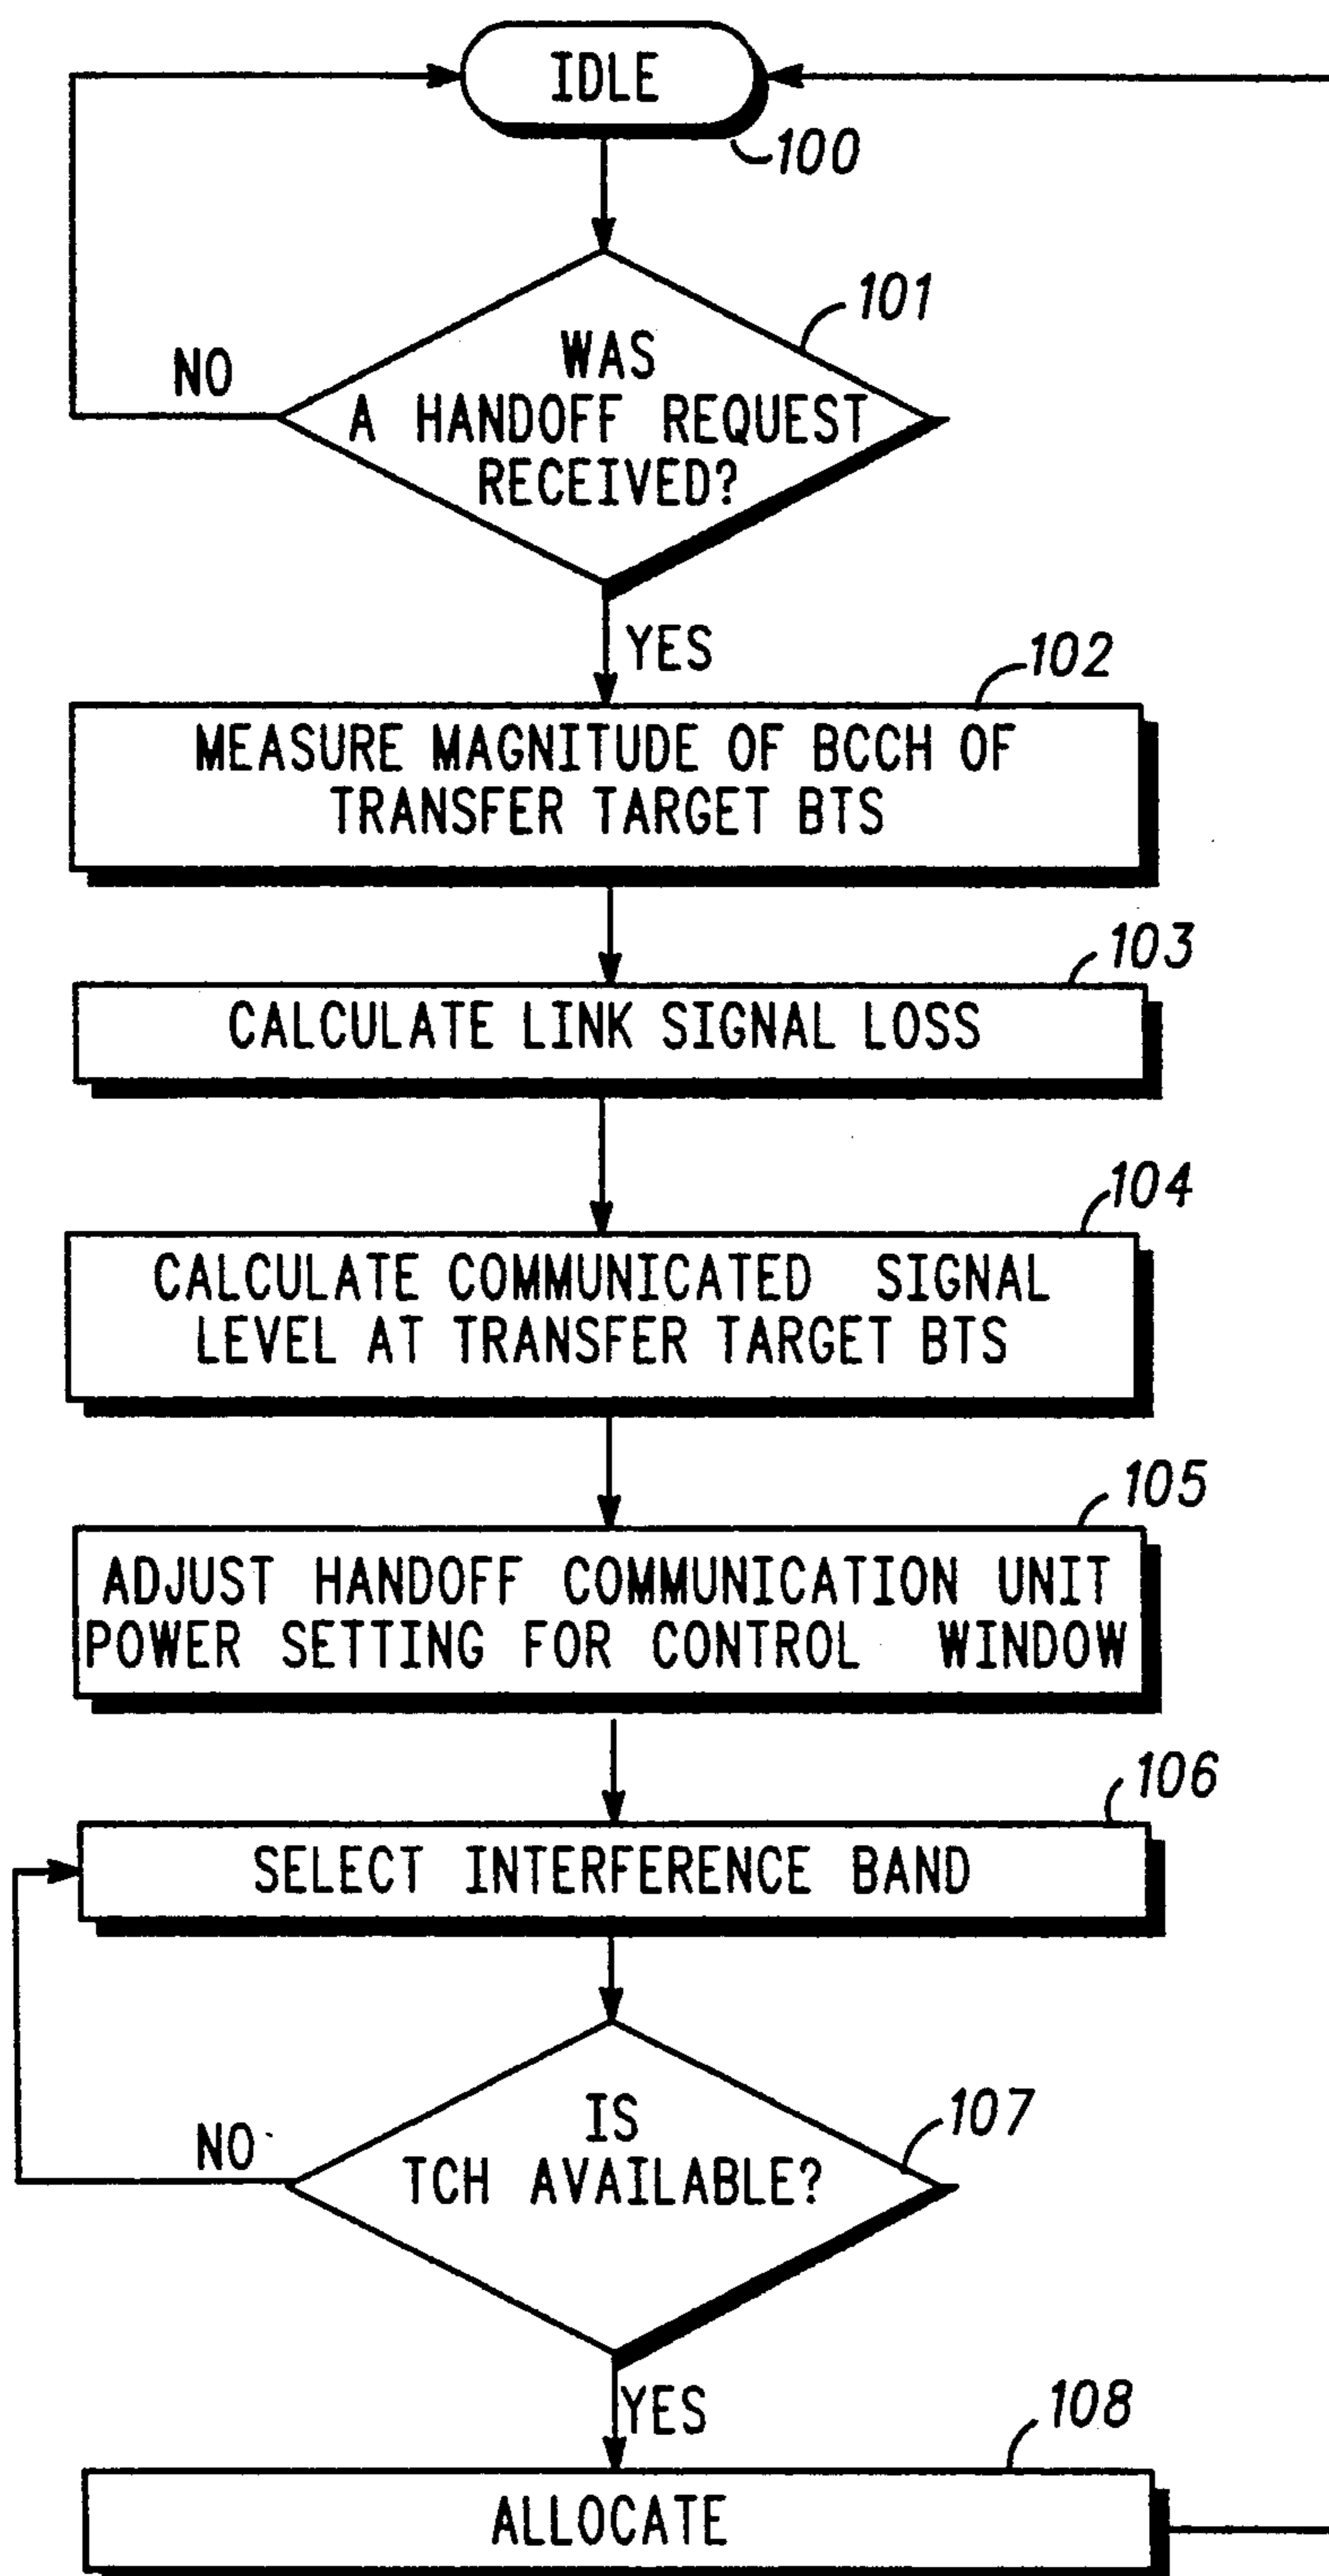 IDLE
100
101
WAS
A HANDOFF REQUEST
RECEIVED?
NO
YES
102
MEASURE MAGNITUDE OF BCCH OF
TRANSFER TARGET BTS
103
CALCULATE LINK SIGNAL LOSS
104
CALCULATE COMMUNICATED SIGNAL
LEVEL AT TRANSFER TARGET BTS
105
ADJUST HANDOFF COMMUNICATION UNIT
POWER SETTING FOR CONTROL WINDOW
106
SELECT INTERFERENCE BAND
107
IS
TCH AVAILABLE?
NO
YES
108
ALLOCATE